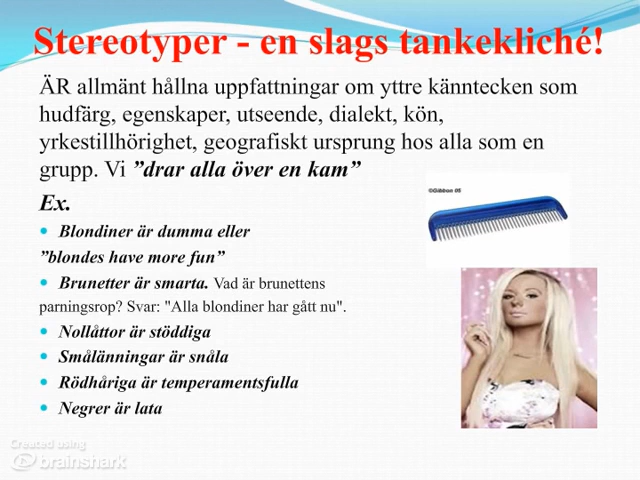 Stereotyper - en slags tankekliché!
ÄR allmänt hållna uppfattningar om yttre känntecken som
hudfärg, egenskaper, utseende, dialekt, kön,
yrkestillhörighet, geografiskt ursprung hos alla som en
grupp. Vi ”drar alla över en kam”
©Gibbon 05
Ex.
• Blondiner är dumma eller
”blondes have more fun”
• Brunetter är smarta. Vad är brunettens
parningsrop? Svar: "Alla blondiner har gått nu".
• Nollåttor är stöddiga
• Smålänningar är snåla
• Rödhåriga är temperamentsfulla
• Negrer är lata
Created using
brainshark